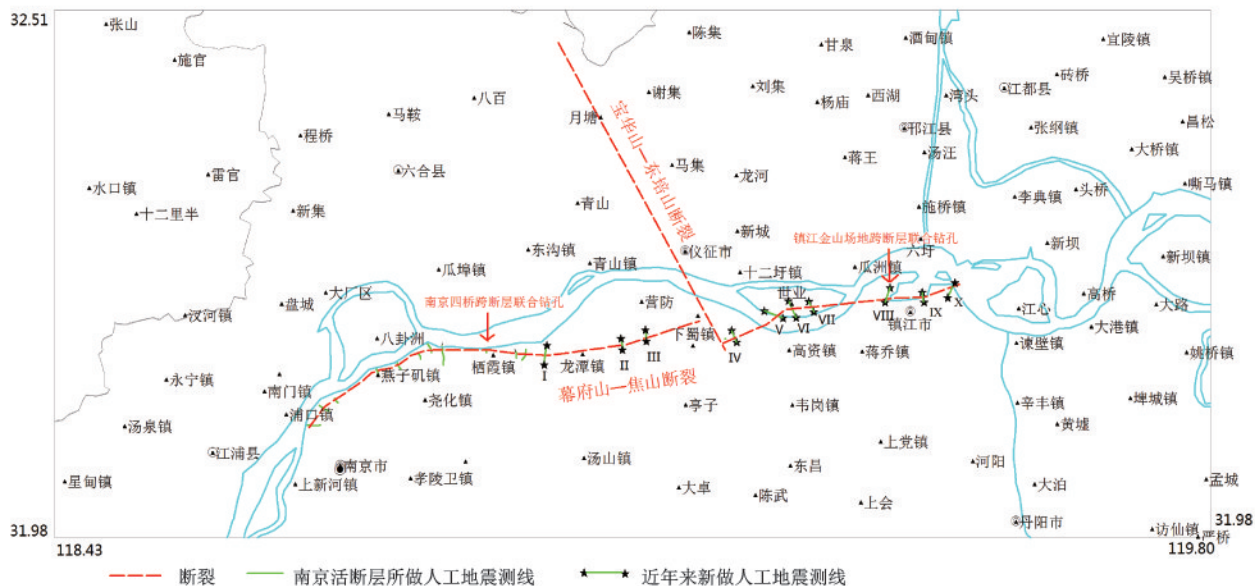 32.51
张山
陈集
甘泉
酒甸镇
宜陵镇
施官
砖桥
吴桥镇
八百
谢集
刘集
杨庙
西湖
湾头
江都县
马鞍
月塘
昌松
程桥
邗江县
张纲镇
宝华山—东培山断裂
汤汪
大桥镇
六合县
马集
龙河
蒋王
水口镇
雷官
头桥
嘶马镇
李典镇
十二里半
新集
青山
施桥镇
新城
镇江金山场地跨断层联合钻孔
东沟镇
仪征市
六圩
新坝
瓜埠镇
青山镇
十二圩镇
瓜洲镇
新坝镇
大厂区
南京四桥跨断层联合钻孔
营防
世业
高桥
盘城
汊河镇
江心
大路
V
VI
VII
VIII
IX
X
镇江市
大港镇
八卦洲
下蜀镇
I
II
III
IV
高资镇
蒋乔镇
谏壁镇
姚桥镇
栖霞镇
龙潭镇
燕子矶镇
永宁镇
南门镇
幕府山—焦山断裂
尧化镇
亭子
韦岗镇
辛丰镇
埤城镇
浦口镇
汤泉镇
黄墟
上党镇
江浦县
南京市
汤山镇
东昌
河阳
星甸镇
上新河镇
孝陵卫镇
大卓
陈武
上会
大泊
孟城
丹阳市
访仙镇
严桥
31.98
31.98
118.43
119.80
断裂
南京活断层所做人工地震测线
近年来新做人工地震测线